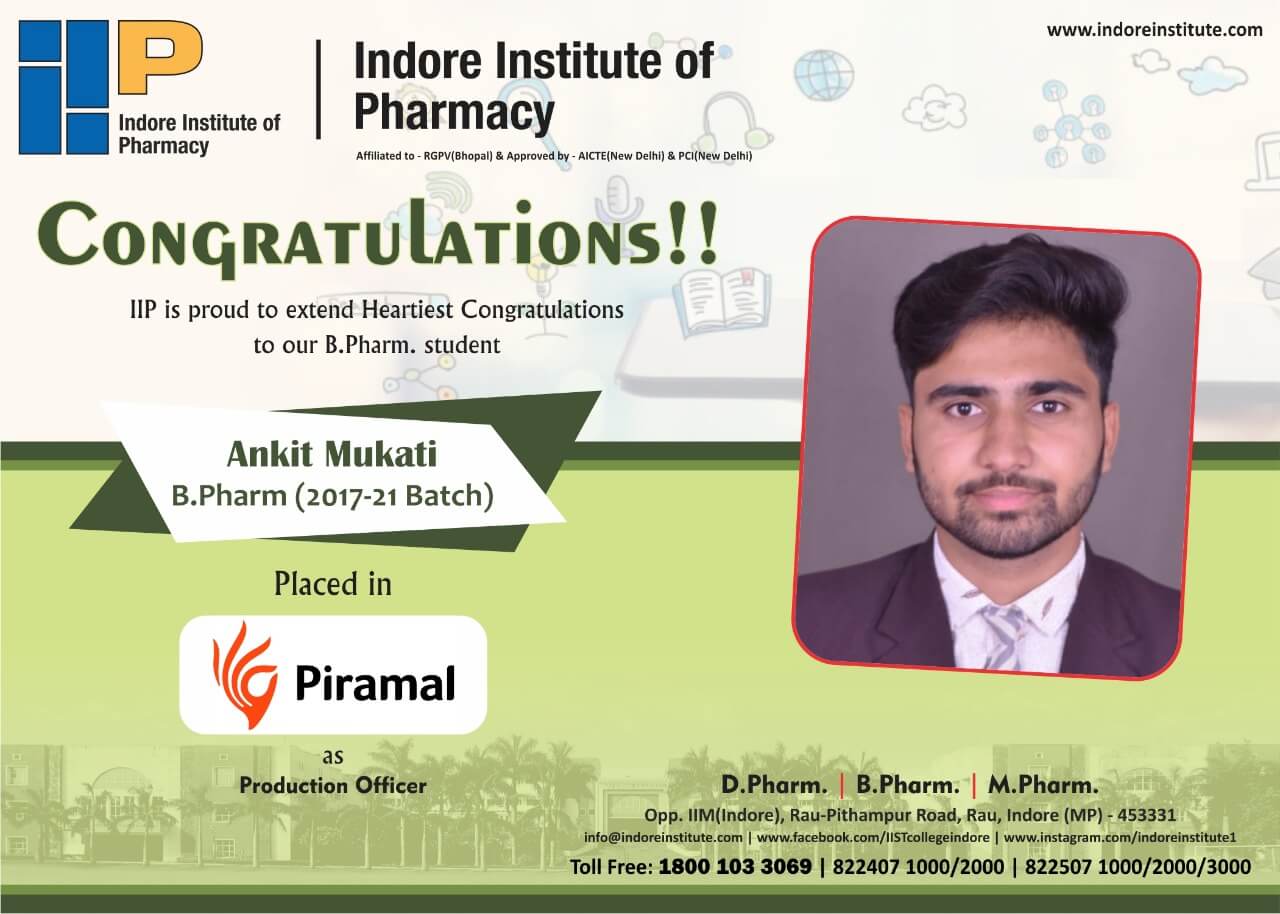 www.indoreinstitute.com
IIP
Indore Institute of
Pharmacy
Indore Institute of
Pharmacy
Affiliated to - RGPV(Bhopal) & Approved by - AICTE(New Delhi) & PCI(New Delhi)
Congratulations!!
IIP is proud to extend Heartiest Congratulations
to our B.Pharm. student
Ankit Mukati
B.Pharm (2017-21 Batch)
Placed in
Piramal
as
Production Officer
D.Pharm. | B.Pharm. | M.Pharm.
Opp. IIM(Indore), Rau-Pithampur Road, Rau, Indore (MP) - 453331
info@indoreinstitute.com | www.facebook.com/IISTcollegeindore | www.instagram.com/indoreinstitute1
Toll Free: 1800 103 3069 | 822407 1000/2000 | 822507 1000/2000/3000